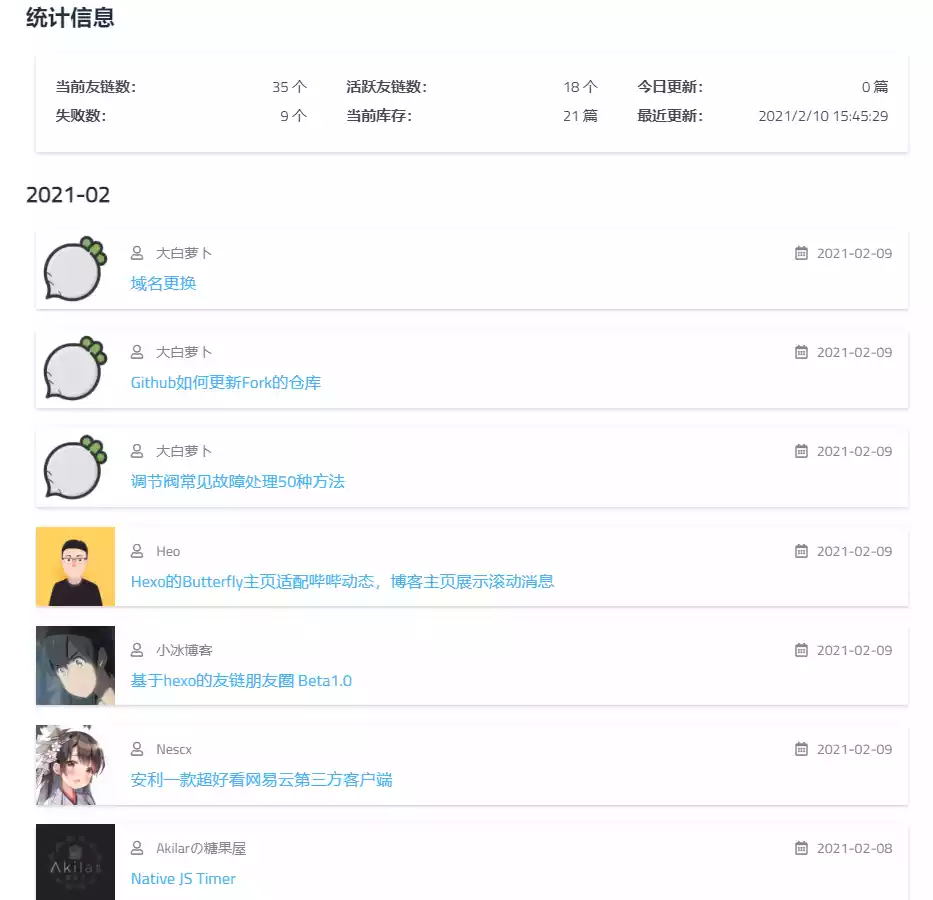 统计信息
当前友链数： 35 个 活跃友链数： 18 个 今日更新： 0 篇
失败数： 9 个 当前库存： 21 篇 最近更新： 2021/2/10 15:45:29
2021-02
大白萝卜 2021-02-09
域名更换
大白萝卜 2021-02-09
Github如何更新Fork的仓库
大白萝卜 2021-02-09
调节阀常见故障处理50种方法
Heo 2021-02-09
Hexo的Butterfly主页适配哔哔动态，博客主页展示滚动消息
小冰博客 2021-02-09
基于hexo的友链朋友圈 Beta1.0
Nescx 2021-02-09
安利一款超好看网易云第三方客户端
Akilarの糖果屋 2021-02-08
Akilar
Native JS Timer